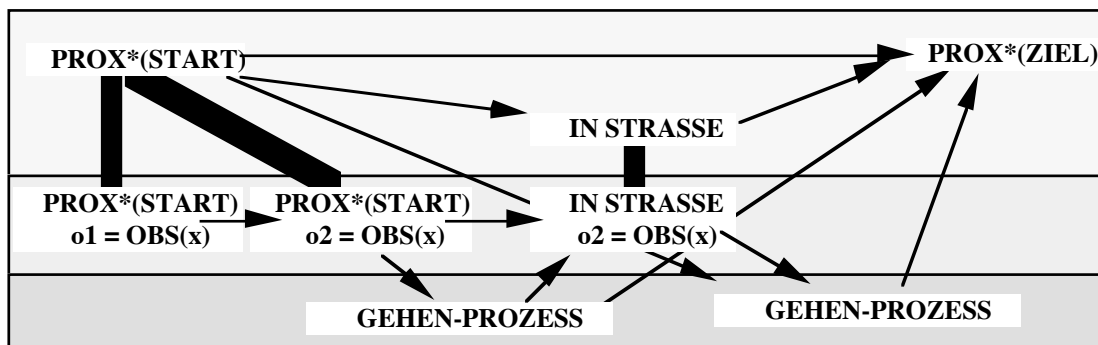 PROX*(START)
PROX*(ZIEL)
IN STRASSE
PROX*(START)
o1 = OBS(x)
PROX*(START)
o2 = OBS(x)
IN STRASSE
o2 = OBS(x)
GEHEN-PROZESS
GEHEN-PROZESS